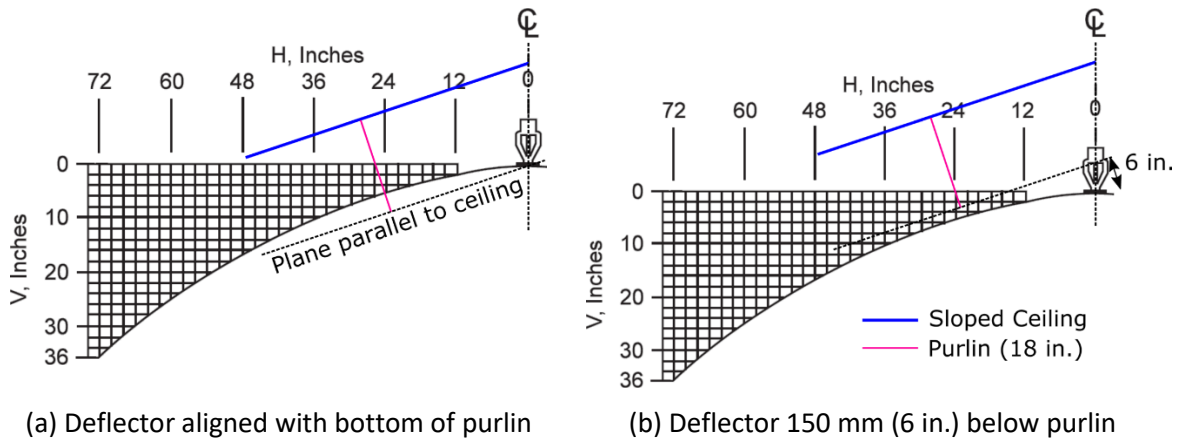 ℄
H, Inches
72 60 48 36 24 12 0
0
10
20
30
36
V, Inches
Plane parallel to ceiling
(a) Deflector aligned with bottom of purlin
℄
H, Inches
72 60 48 36 24 12 0
6 in.
0
10
20
30
36
V, Inches
Sloped Ceiling
Purlin (18 in.)
(b) Deflector 150 mm (6 in.) below purlin